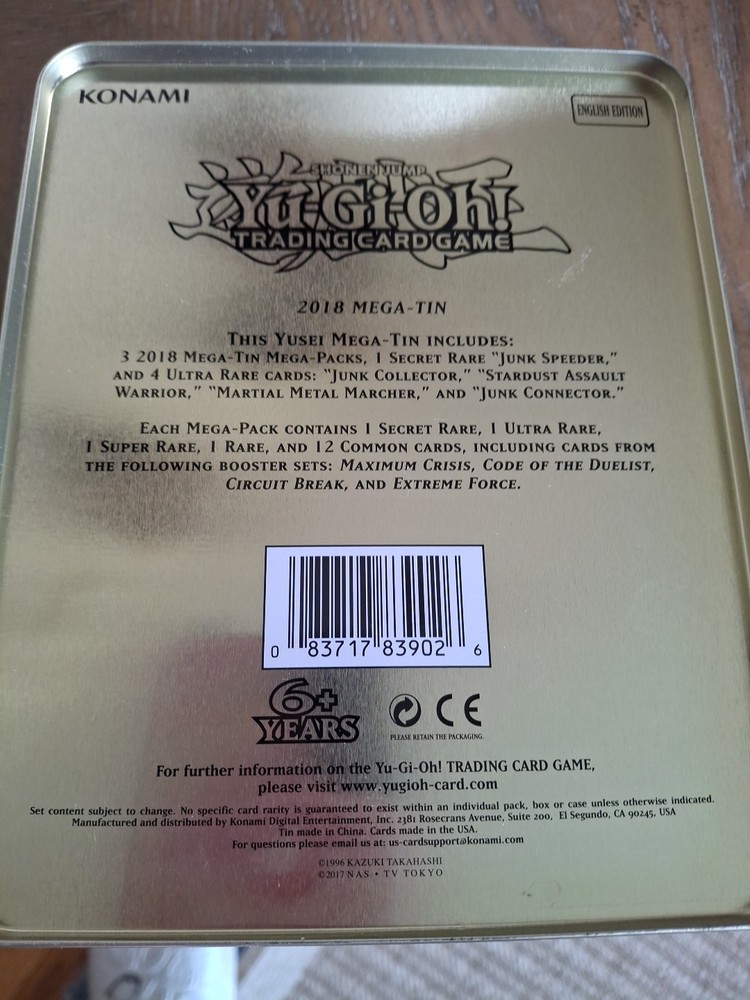 KONAMI
ENGLISH EDITION
SHONEN JUMP
Yu-Gi-Oh!
TRADING CARD GAME
2018 MEGA-TIN
THIS YUSEI MEGA-TIN INCLUDES:
3 2018 MEGA-TIN MEGA-PACKS, 1 SECRET RARE "JUNK SPEEDER,"
AND 4 ULTRA RARE CARDS: "JUNK COLLECTOR," "STARDUST ASSAULT
WARRIOR," "MARTIAL METAL MARCHER," AND "JUNK CONNECTOR."
EACH MEGA-PACK CONTAINS 1 SECRET RARE, 1 ULTRA RARE,
1 SUPER RARE, 1 RARE, AND 12 COMMON CARDS, INCLUDING CARDS FROM
THE FOLLOWING BOOSTER SETS: MAXIMUM CRISIS, CODE OF THE DUELIST,
CIRCUIT BREAK, AND EXTREME FORCE.
0 83717 83902 6
6+
YEARS
CE
PLEASE RETAIN THE PACKAGING.
For further information on the Yu-Gi-Oh! TRADING CARD GAME,
please visit www.yugioh-card.com
Set content subject to change. No specific card rarity is guaranteed to exist within an individual pack, box or case unless otherwise indicated.
Manufactured and distributed by Konami Digital Entertainment, Inc. 2381 Rosecrans Avenue, Suite 200, El Segundo, CA 90245, USA
Tin made in China. Cards made in the USA.
For questions please email us at: us-cardsupport@konami.com
©1996 KAZUKI TAKAHASHI
©2017 NAS • TV TOKYO